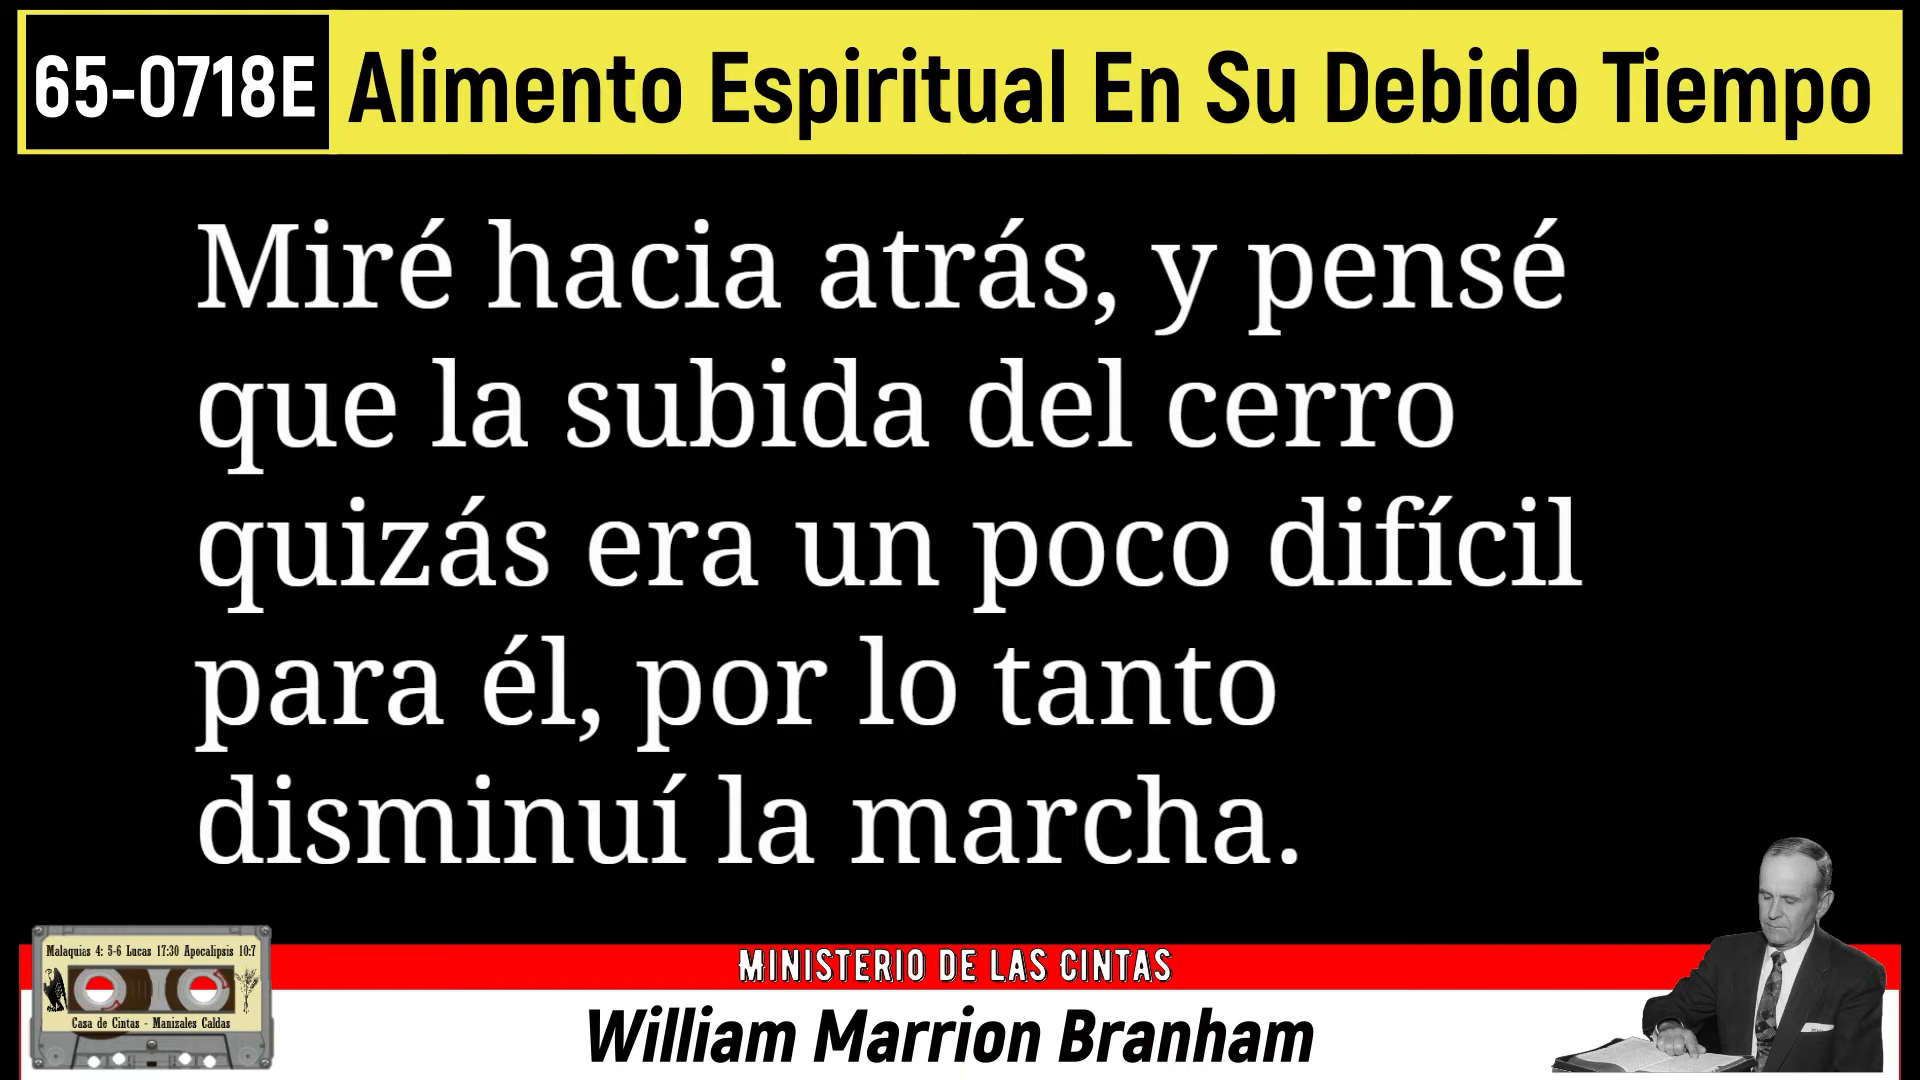 65-0718E Alimento Espiritual En Su Debido Tiempo
Miré hacia atrás, y pensé
que la subida del cerro
quizás era un poco difícil
para él, por lo tanto
disminuí la marcha.
Malaquias 4: 5-6 Lucas 17:30 Apocalipsis 10:7
Casa de Cintas - Manizales Caldas
MINISTERIO DE LAS CINTAS
William Marrion Branham